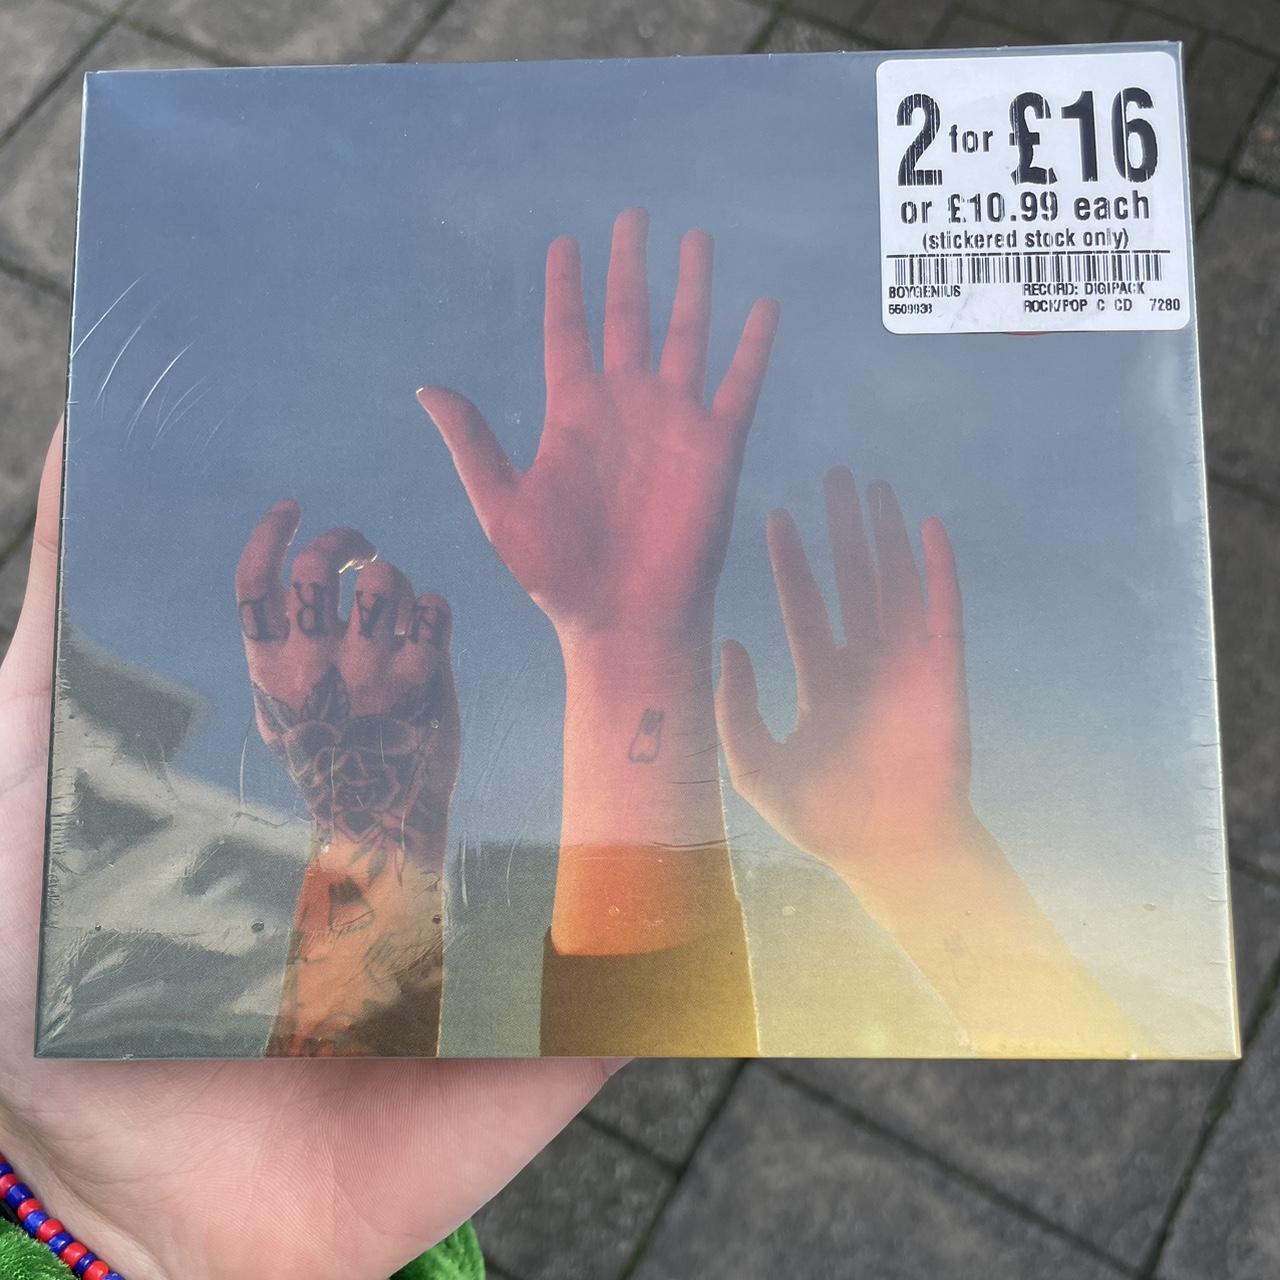 2 for £16
or £10.99 each
(stickered stock only)
BOYGENIUS RECORD: DIGIPACK
5509938 ROCK/POP C CD 7280
HARD